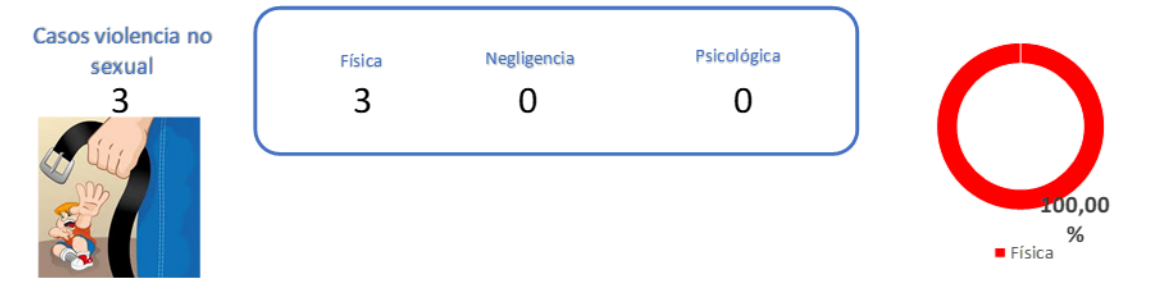 Casos violencia no
sexual
3
Física
Negligencia
Psicológica
3
0
0
100,00
%
Física